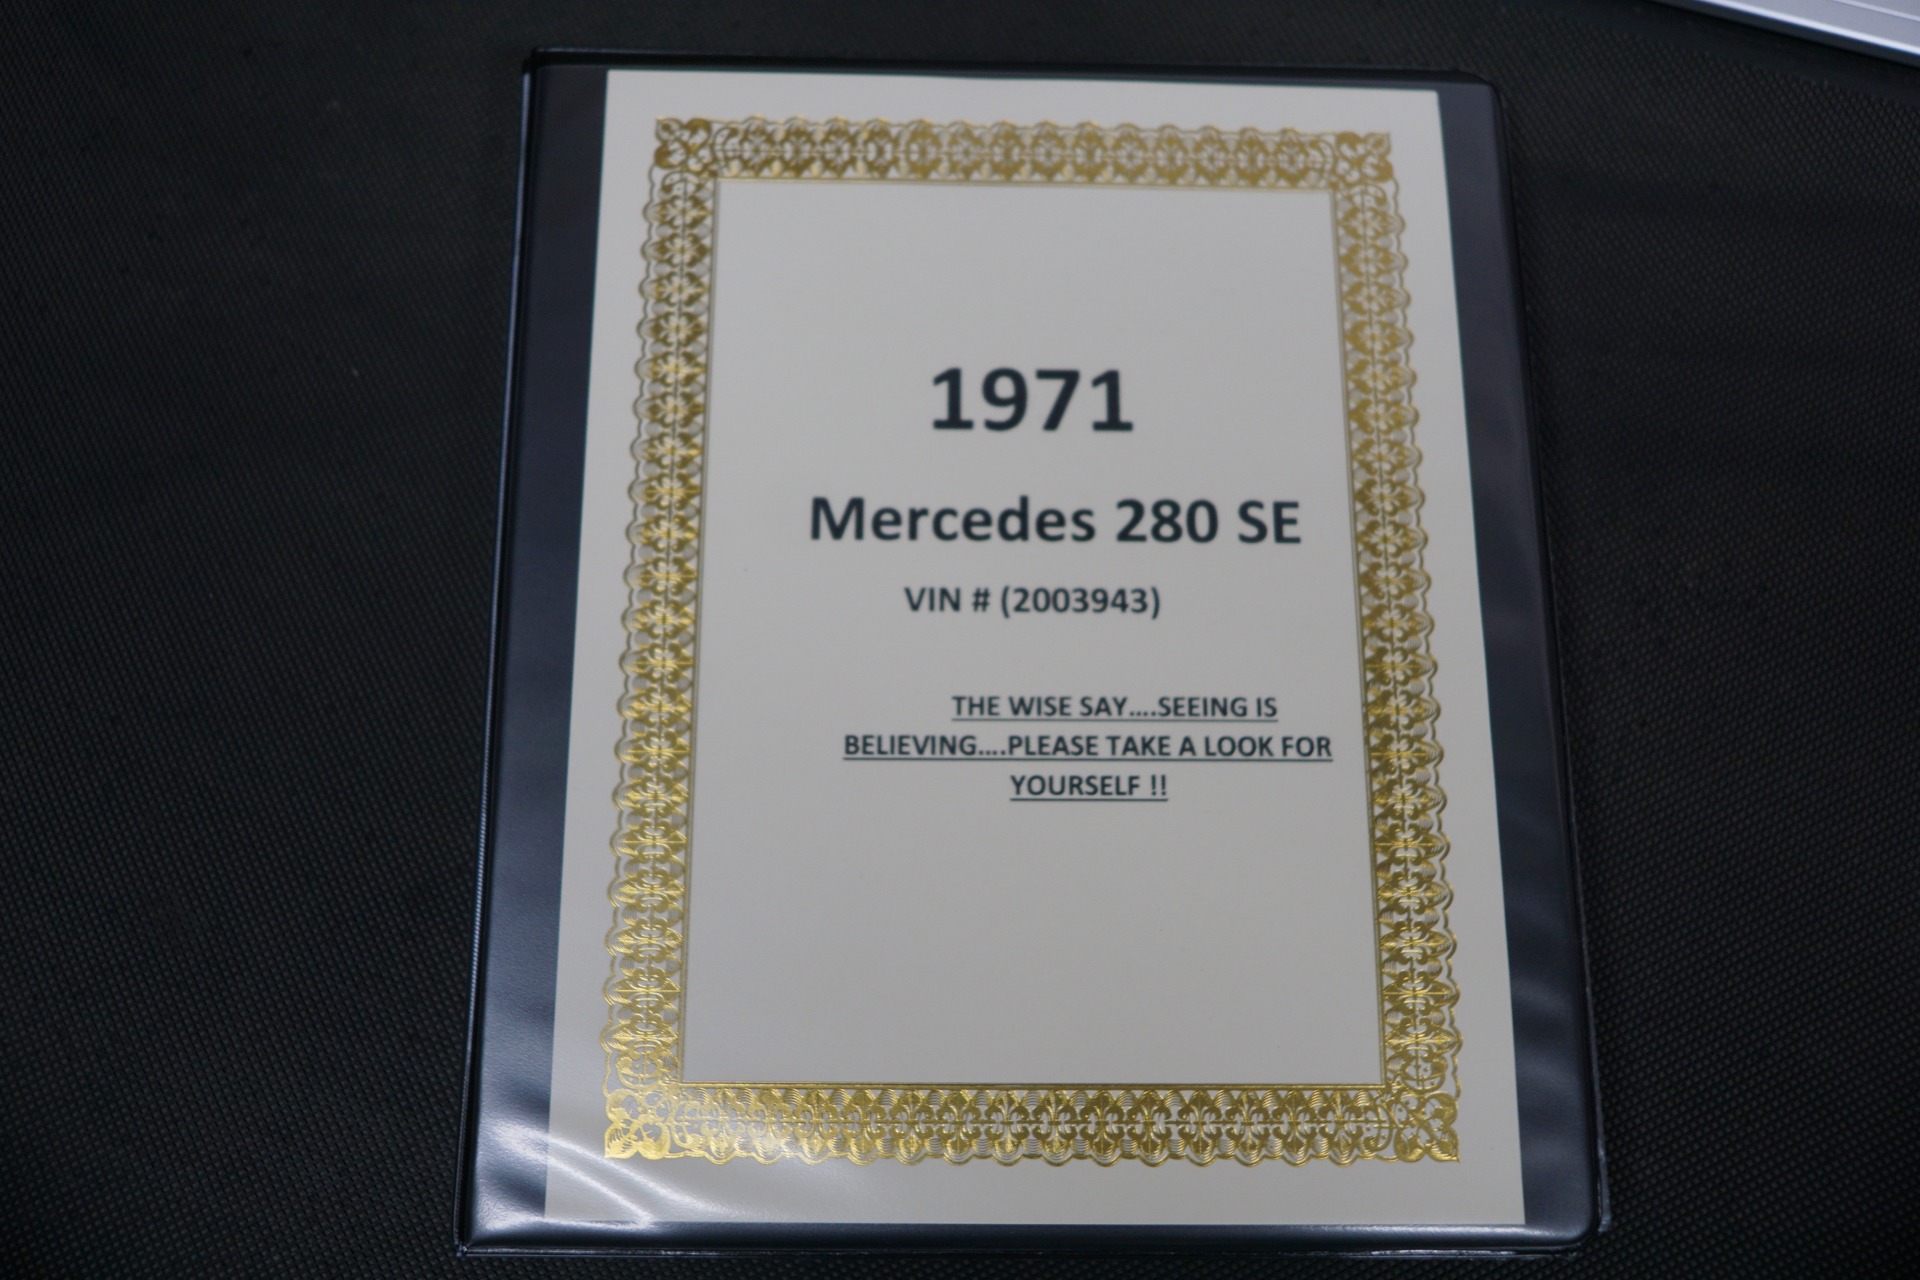 1971
Mercedes 280 SE
VIN # (2003943)
THE WISE SAY....SEEING IS
BELIEVING....PLEASE TAKE A LOOK FOR
YOURSELF !!